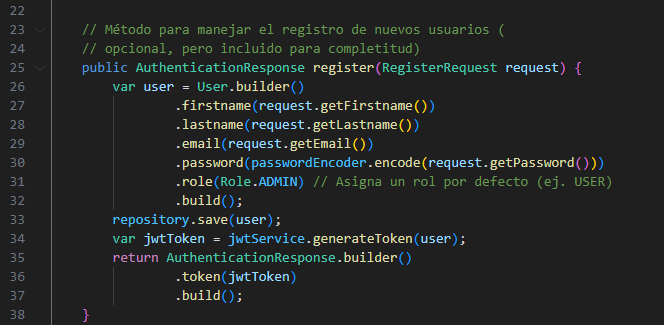 22
23 // Método para manejar el registro de nuevos usuarios (
24 // opcional, pero incluido para completitud)
25 public AuthenticationResponse register(RegisterRequest request) {
26 var user = User.builder()
27 .firstname(request.getFirstname())
28 .lastname(request.getLastname())
29 .email(request.getEmail())
30 .password(passwordEncoder.encode(request.getPassword()))
31 .role(Role.ADMIN) // Asigna un rol por defecto (ej. USER)
32 .build();
33 repository.save(user);
34 var jwtToken = jwtService.generateToken(user);
35 return AuthenticationResponse.builder()
36 .token(jwtToken)
37 .build();
38 }